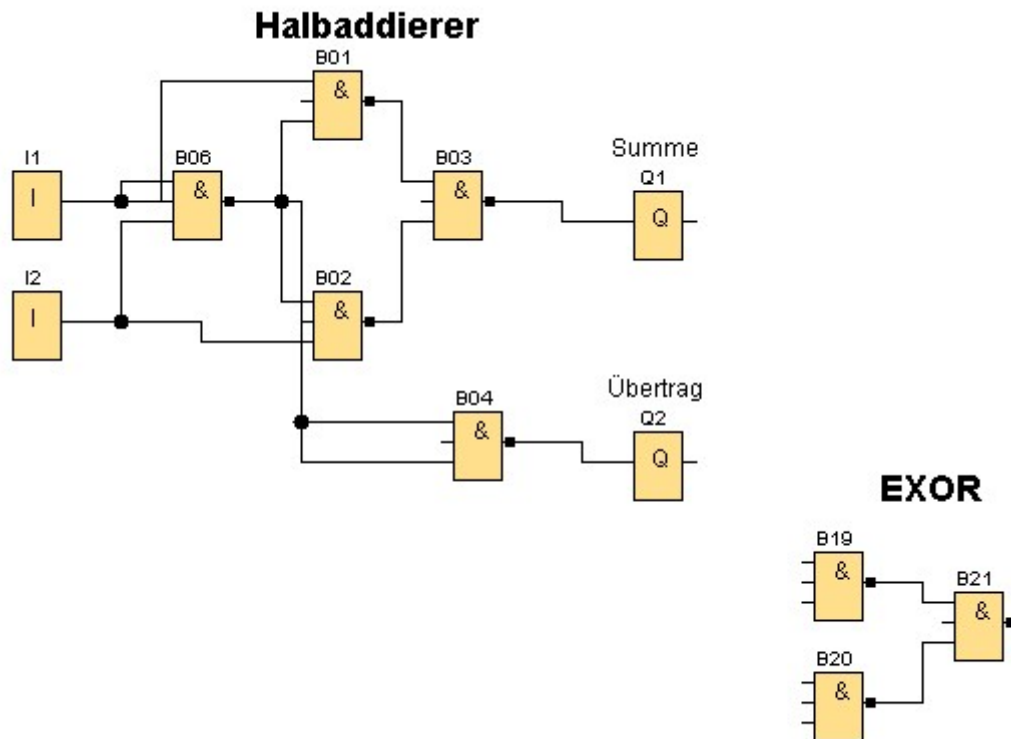 Halbaddierer
B01
&
I1
I
B06
&
B03
&
Summe
Q1
Q
I2
I
B02
&
B04
&
Übertrag
Q2
Q
EXOR
B19
&
B21
&
B20
&